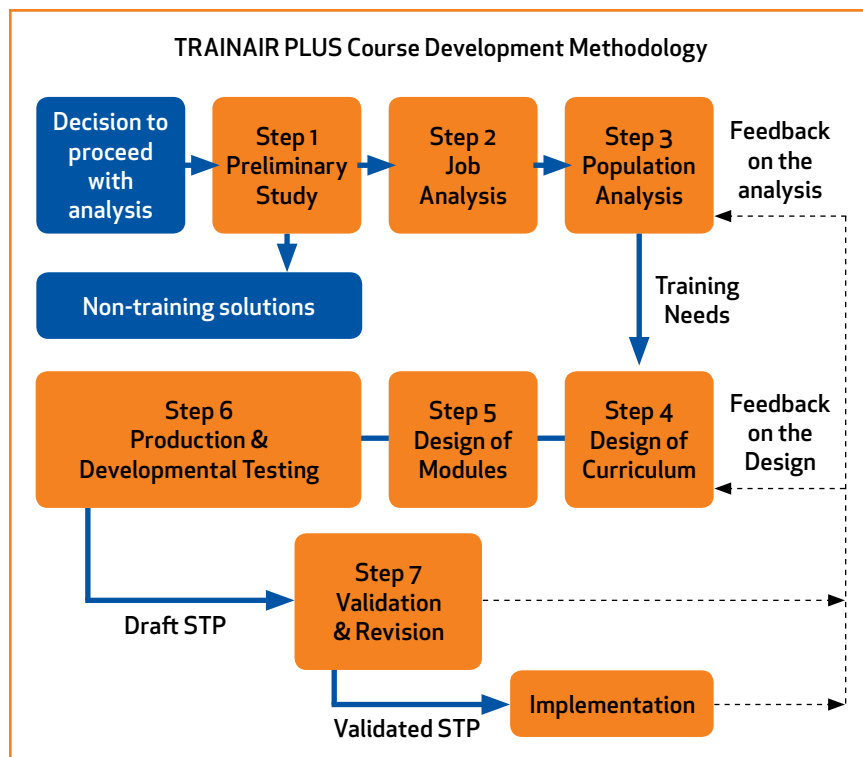 TRAINAIR PLUS Course Development Methodology
Decision to
proceed
with
analysis
Step 1
Preliminary
Study
Step 2
Job
Analysis
Step 3
Population
Analysis
Feedback
on the
analysis
Non-training solutions
Training
Needs
Step 6
Production &
Developmental Testing
Step 5
Design of
Modules
Step 4
Design of
Curriculum
Feedback
on the
Design
Step 7
Validation
& Revision
Draft STP
Implementation
Validated STP